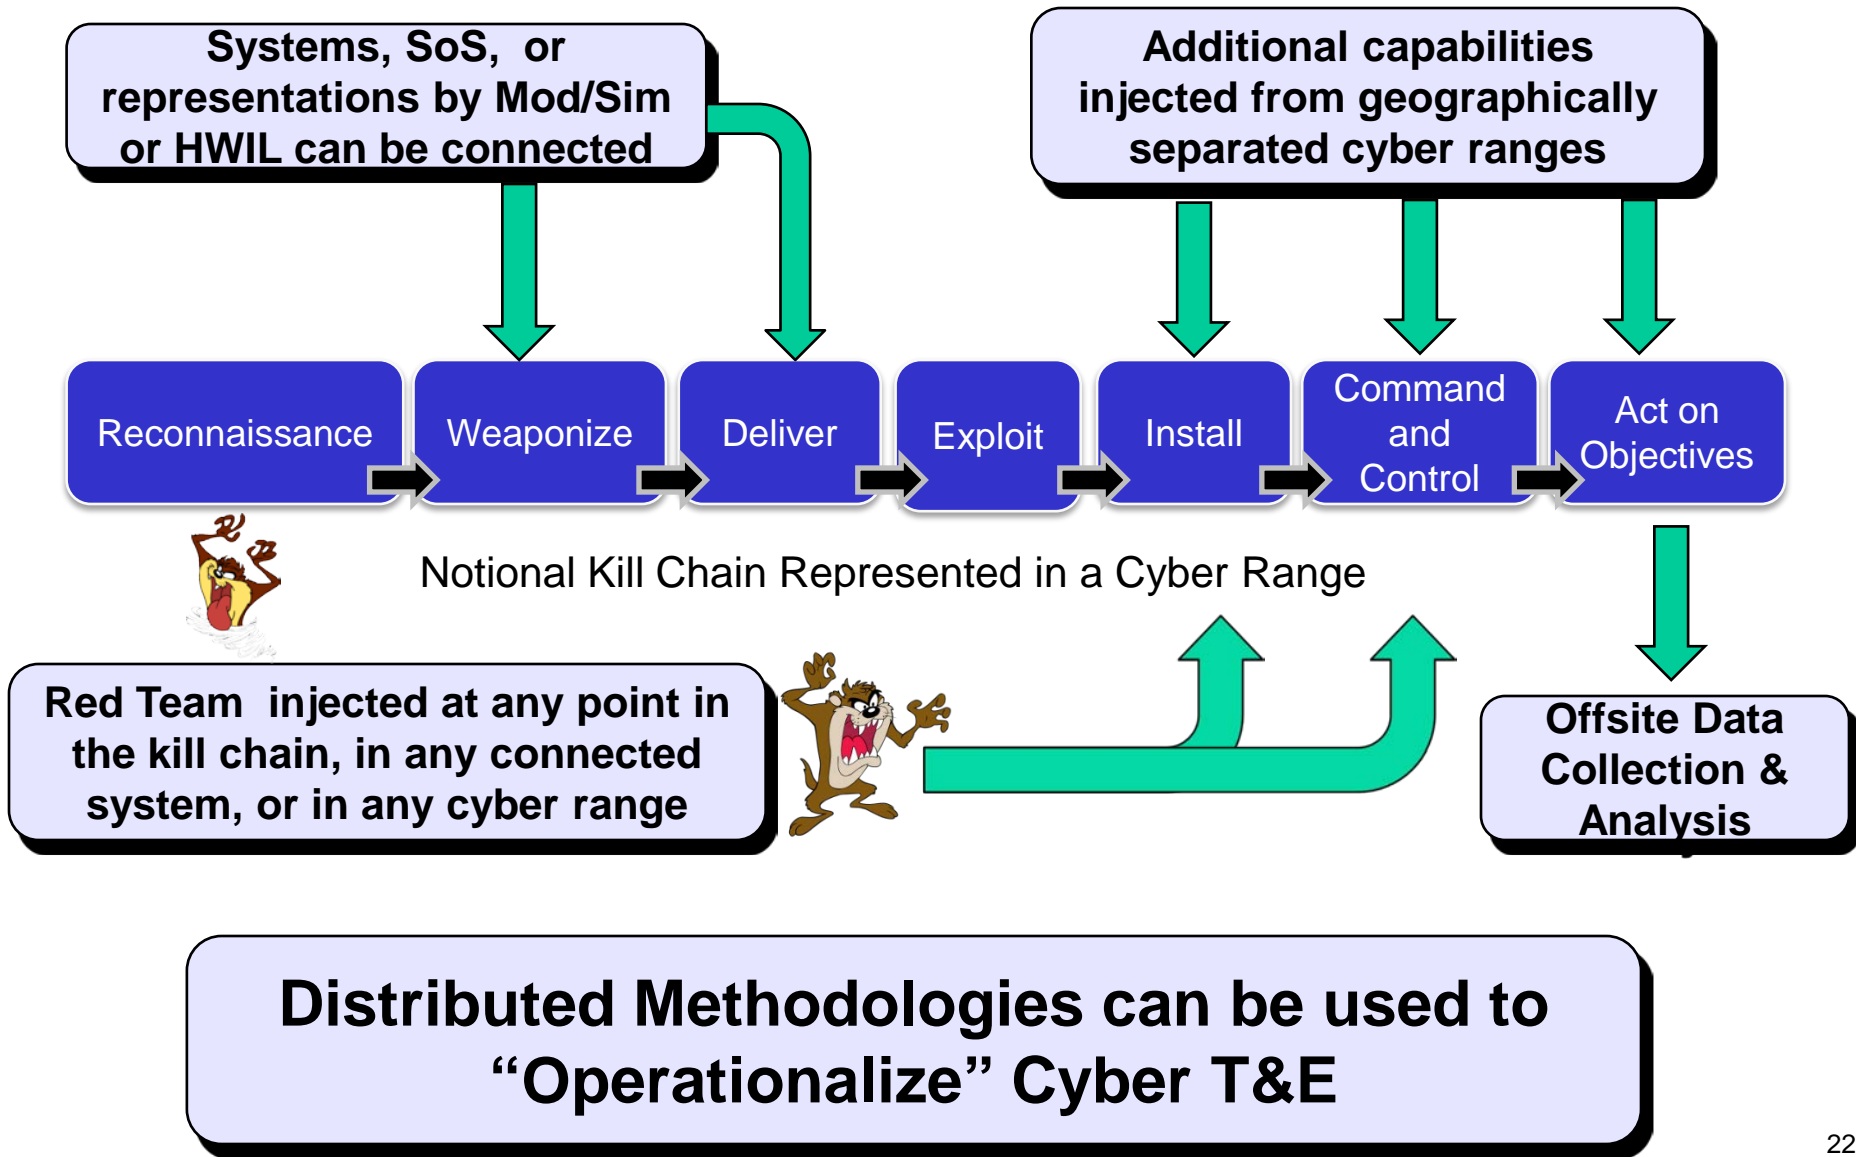 Systems, SoS, or
representations by Mod/Sim
or HWIL can be connected
Additional capabilities
injected from geographically
separated cyber ranges
Reconnaissance
Weaponize
Deliver
Exploit
Install
Command
and
Control
Act on
Objectives
Notional Kill Chain Represented in a Cyber Range
Red Team injected at any point in
the kill chain, in any connected
system, or in any cyber range
Offsite Data
Collection &
Analysis
Distributed Methodologies can be used to
“Operationalize” Cyber T&E
22